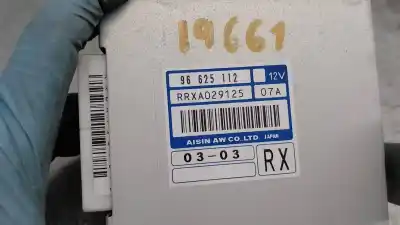 19661
96 625 112 12V
RRXA029125 07A
AISIN AW CO., LTD. JAPAN
03-03 RX